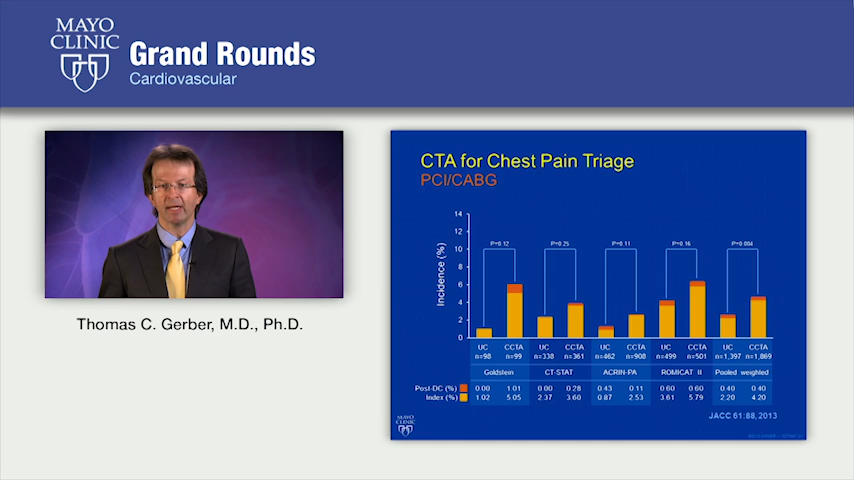 MAYO
CLINIC
Grand Rounds
Cardiovascular
Thomas C. Gerber, M.D., Ph.D.
CTA for Chest Pain Triage
PCI/CABG
Incidence (%)
14
12
10
8
6
4
2
0
P=0.12 P=0.25 P=0.11 P=0.16 P=0.004
UC CCTA UC CCTA UC CCTA UC CCTA UC CCTA
n=98 n=99 n=338 n=361 n=462 n=908 n=499 n=501 n=1,397 n=1,869
Goldstein CT-STAT ACRIN-PA ROMICAT II Pooled weighted
Post-DC (%) 0.00 1.01 0.00 0.28 0.43 0.11 0.60 0.60 0.40 0.40
Index (%) 1.02 5.05 2.37 3.60 0.87 2.53 3.61 5.79 2.20 4.20
JACC 61:88, 2013
MAYO
CLINIC